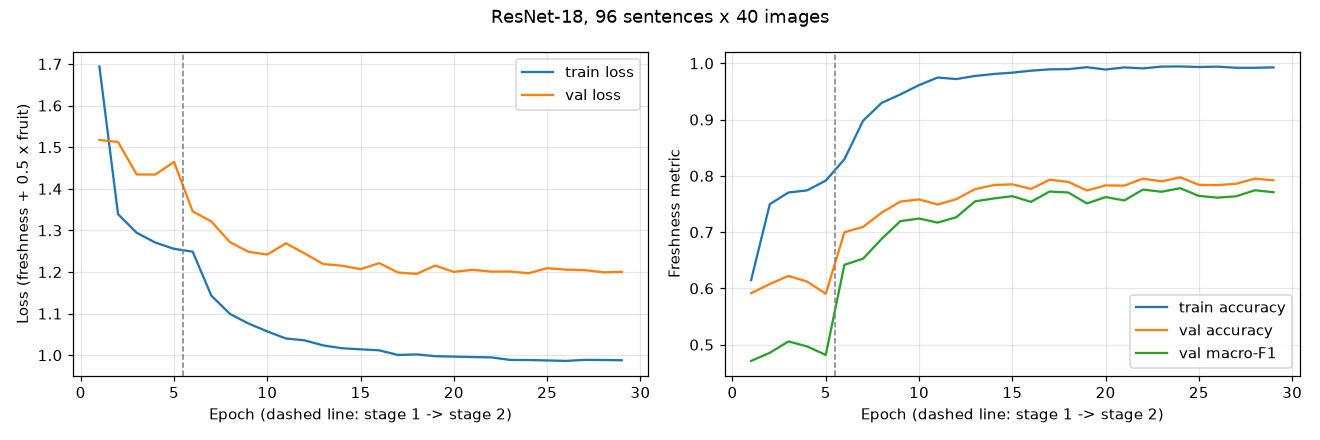 ResNet-18, 96 sentences x 40 images
Loss (freshness + 0.5 x fruit)
1.7
1.6
1.5
1.4
1.3
1.2
1.1
1.0
train loss
val loss
0 5 10 15 20 25 30
Epoch (dashed line: stage 1 -> stage 2)
Freshness metric
1.0
0.9
0.8
0.7
0.6
0.5
train accuracy
val accuracy
val macro-F1
0 5 10 15 20 25 30
Epoch (dashed line: stage 1 -> stage 2)